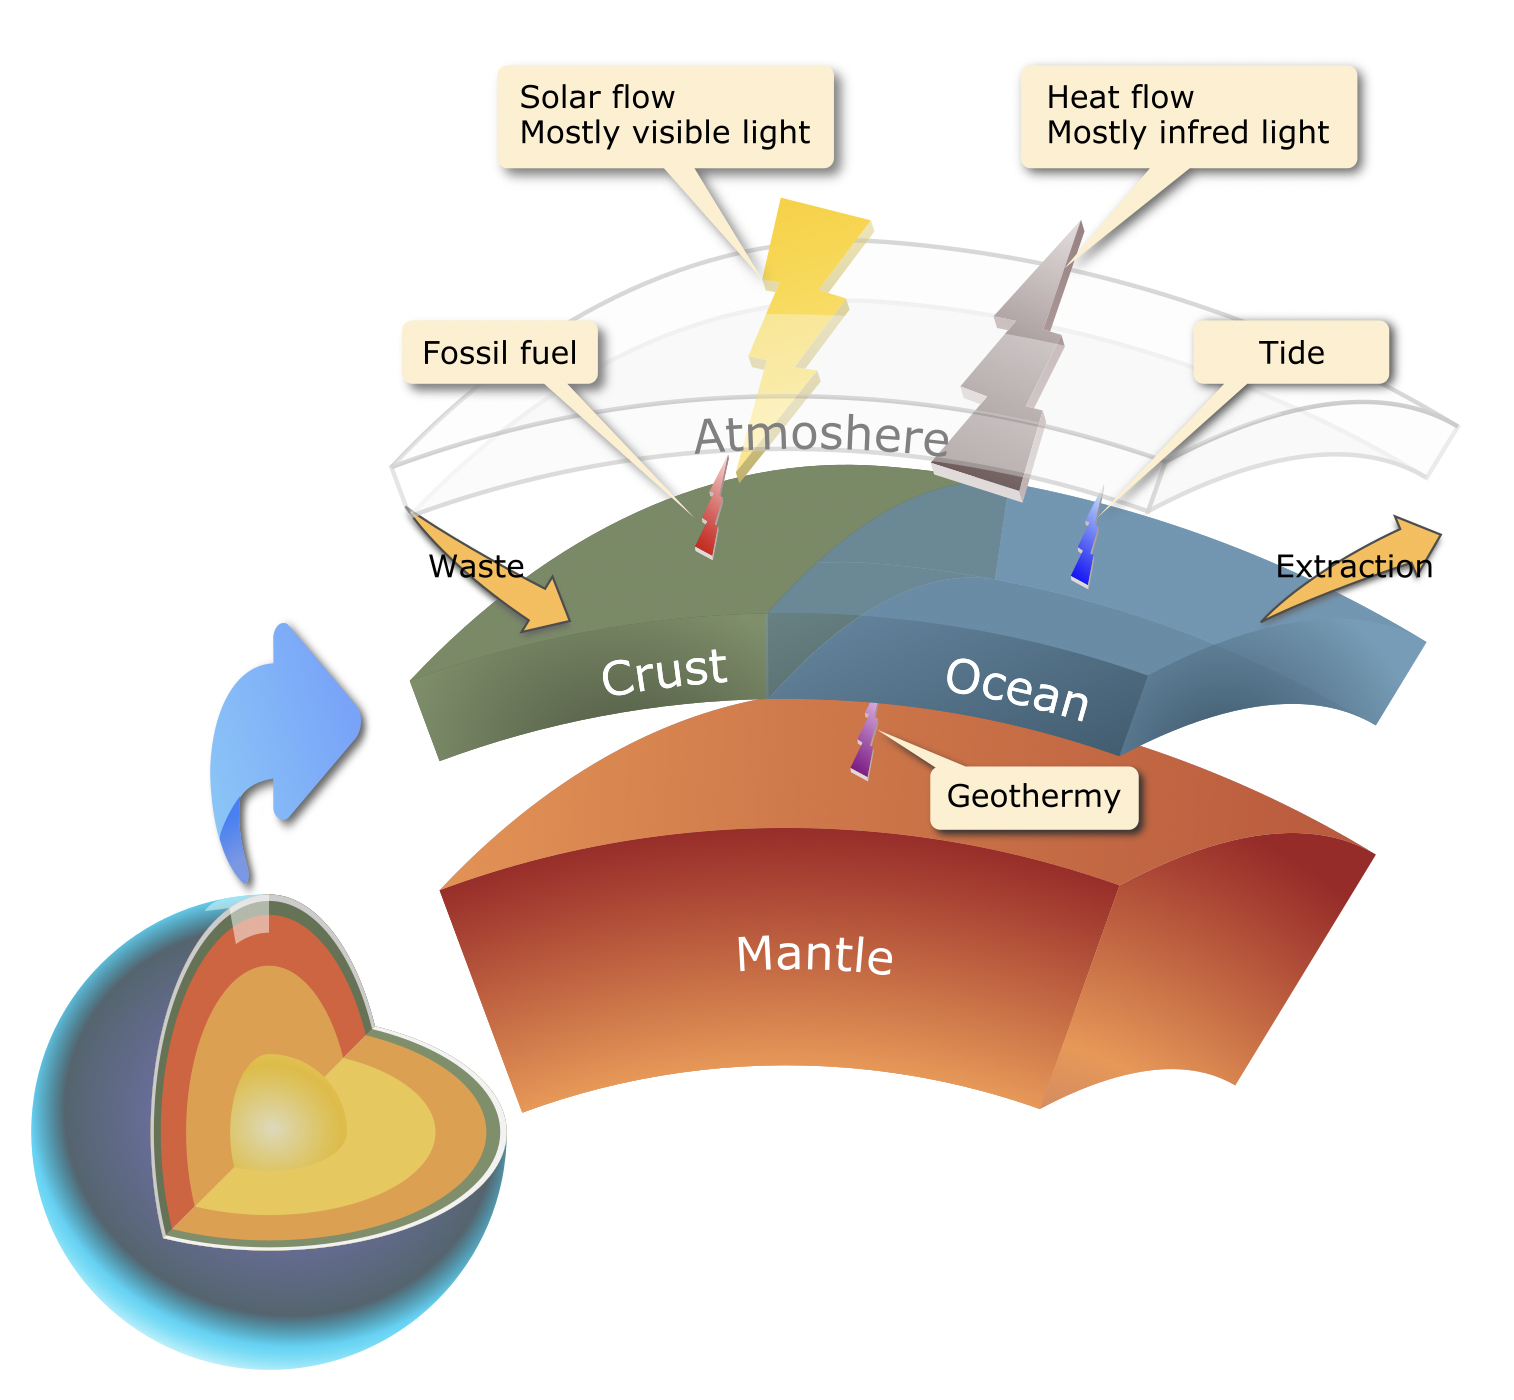 Solar flow
Mostly visible light
Heat flow
Mostly infred light
Fossil fuel
Tide
Atmoshere
Waste
Extraction
Crust
Ocean
Geothermy
Mantle